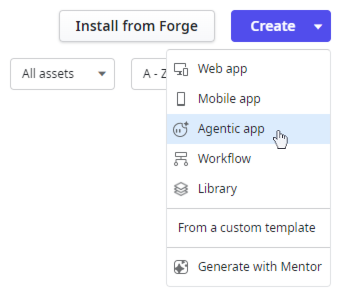 Install from Forge
Create
All assets
A - Z
Web app
Mobile app
Agentic app
Workflow
Library
From a custom template
Generate with Mentor